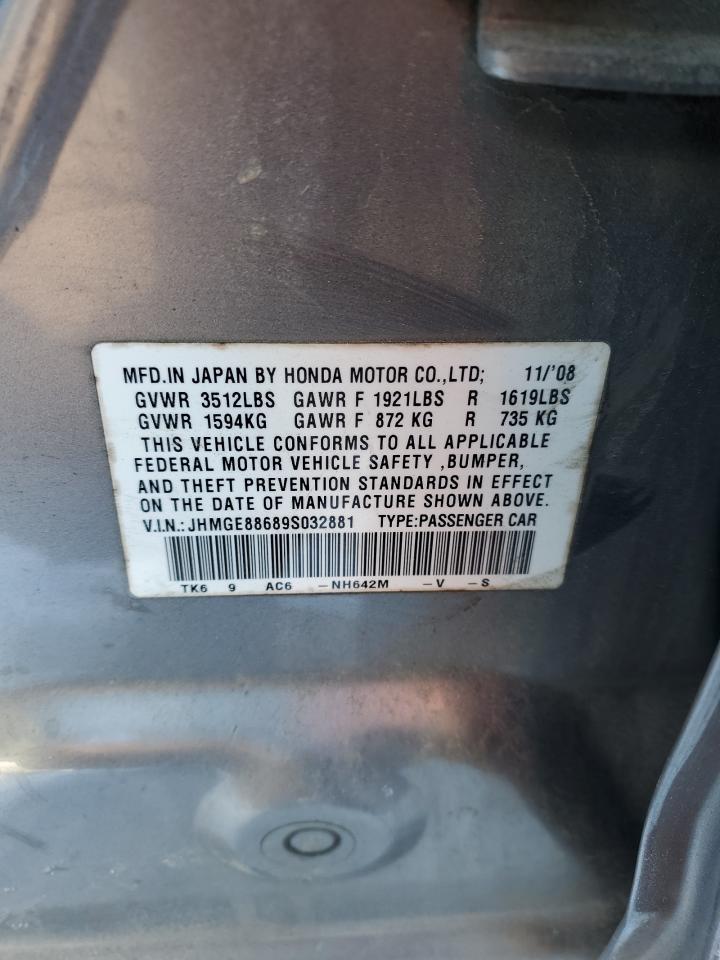 MFD.IN JAPAN BY HONDA MOTOR CO.,LTD; 11/'08
GVWR 3512LBS GAWR F 1921LBS R 1619LBS
GVWR 1594KG GAWR F 872 KG R 735 KG
THIS VEHICLE CONFORMS TO ALL APPLICABLE
FEDERAL MOTOR VEHICLE SAFETY ,BUMPER,
AND THEFT PREVENTION STANDARDS IN EFFECT
ON THE DATE OF MANUFACTURE SHOWN ABOVE.
V.I.N.: JHMGE88689S032881 TYPE:PASSENGER CAR
TK6 9 AC6 -NH642M -V -S